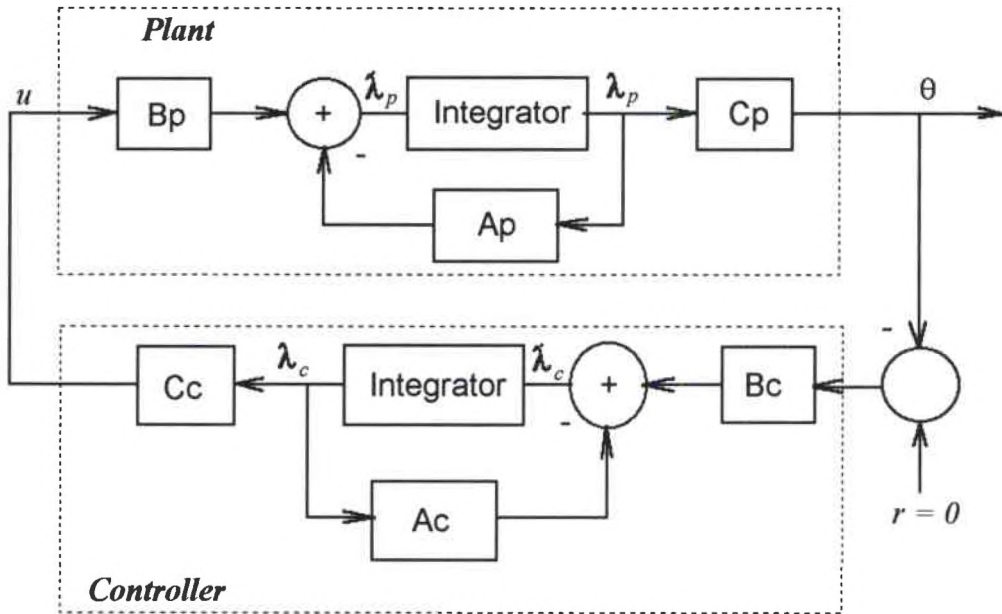 Plant
u
Bp
+
-
λ̇p
Integrator
λp
Cp
θ
Ap
-
Cc
λc
Integrator
λ̇c
+
-
Bc
Ac
r = 0
Controller